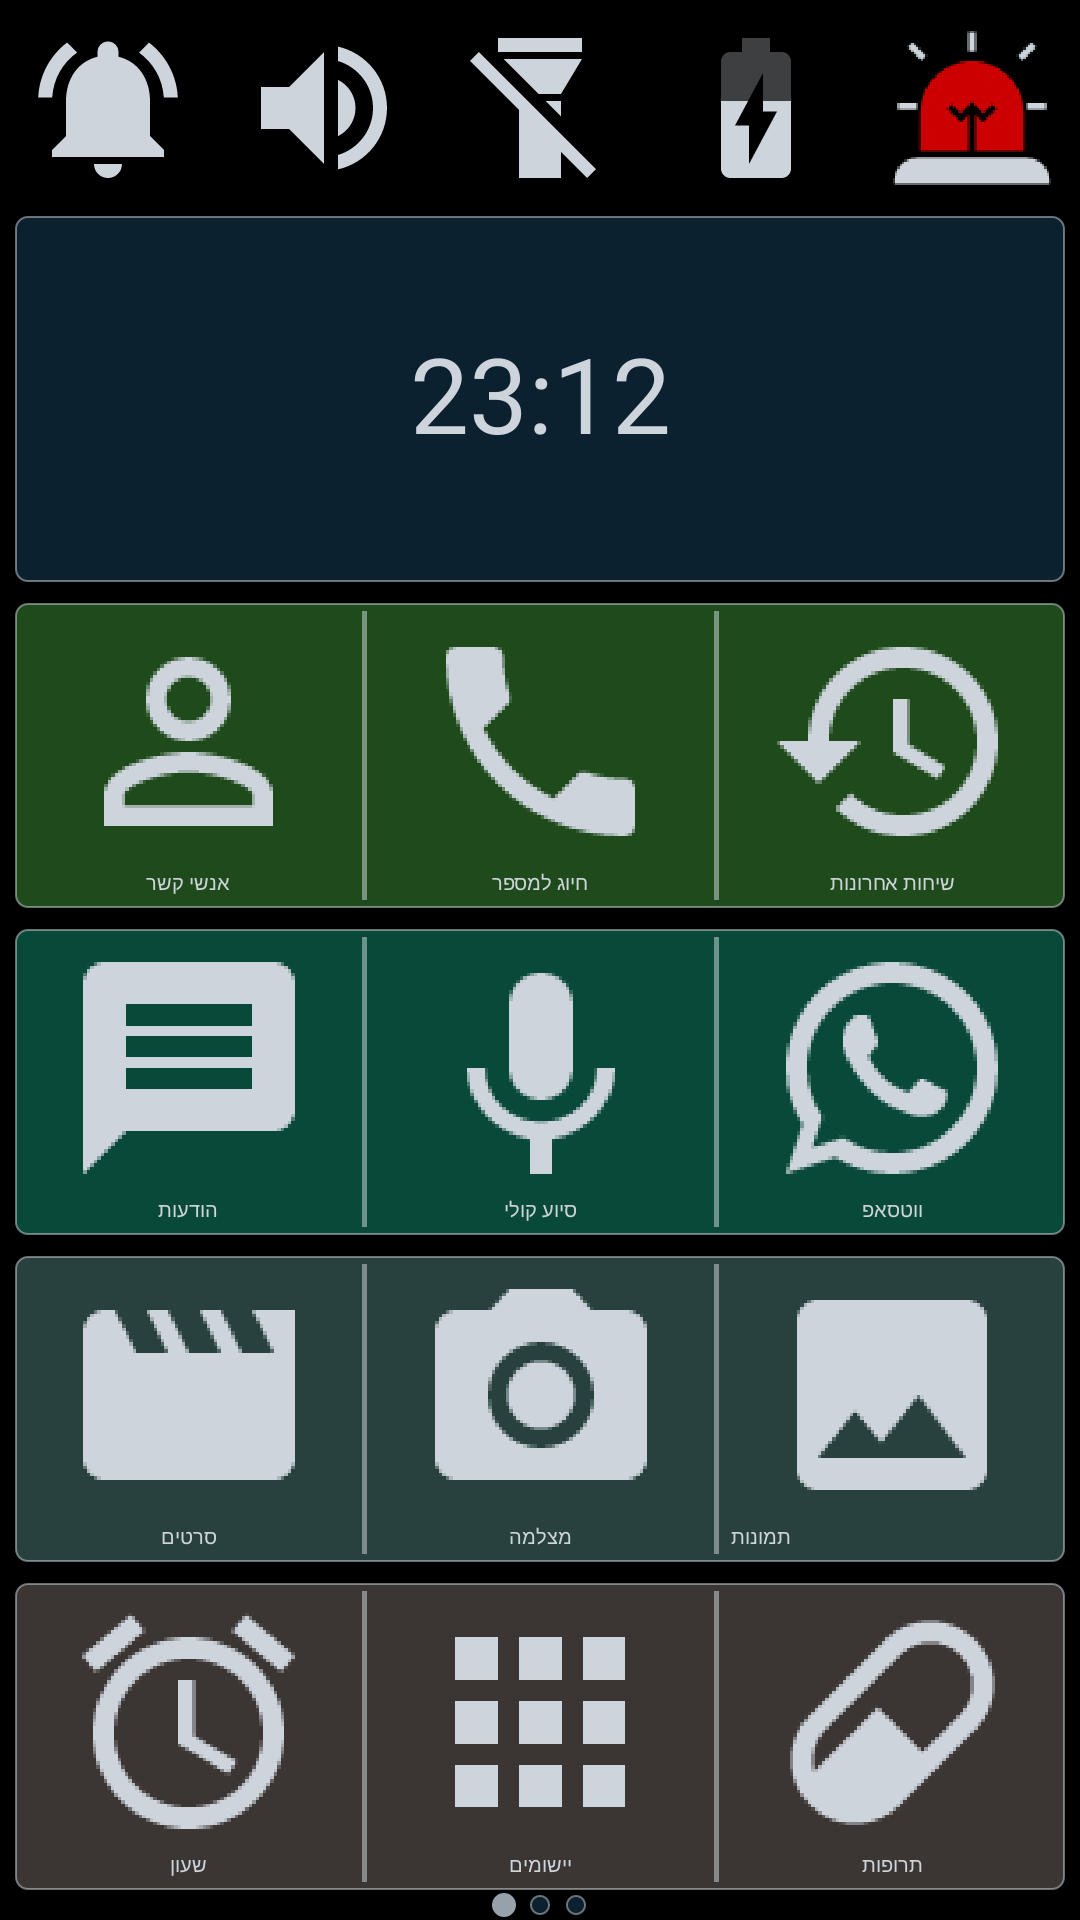 23:12
שיחות אחרונות
חיוג למספר
אנשי קשר
ווטסאפ
סיוע קולי
הודעות
תמונות
מצלמה
סרטים
תרופות
יישומים
שעון